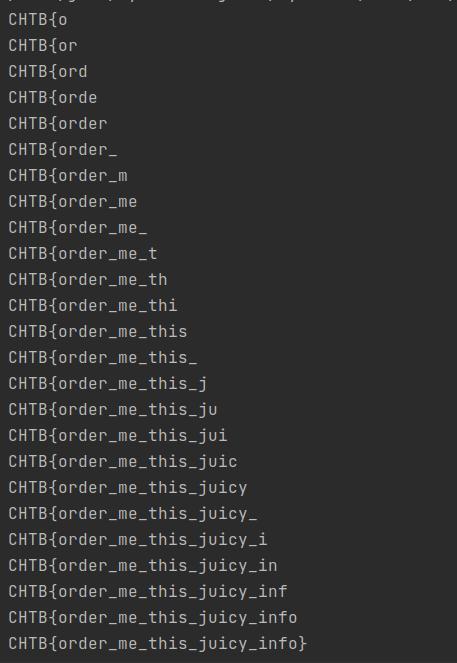 CHTB{o
CHTB{or
CHTB{ord
CHTB{orde
CHTB{order
CHTB{order_
CHTB{order_m
CHTB{order_me
CHTB{order_me_
CHTB{order_me_t
CHTB{order_me_th
CHTB{order_me_thi
CHTB{order_me_this
CHTB{order_me_this_
CHTB{order_me_this_j
CHTB{order_me_this_ju
CHTB{order_me_this_jui
CHTB{order_me_this_juic
CHTB{order_me_this_juicy
CHTB{order_me_this_juicy_
CHTB{order_me_this_juicy_i
CHTB{order_me_this_juicy_in
CHTB{order_me_this_juicy_inf
CHTB{order_me_this_juicy_info
CHTB{order_me_this_juicy_info}